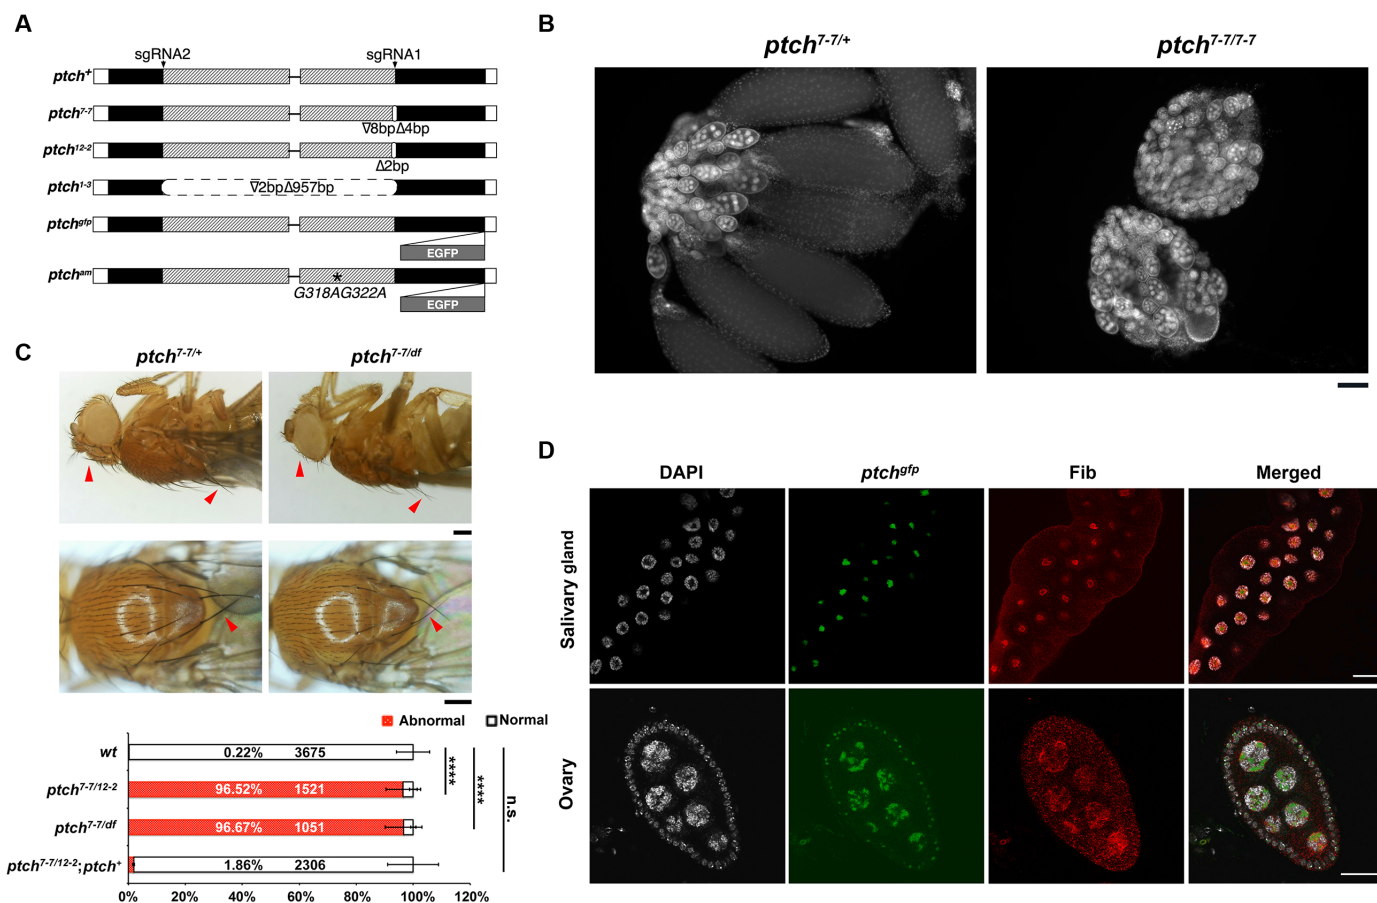 A
sgRNA2 sgRNA1
ptch+
ptch7-7
∇8bpΔ4bp
ptch12-2
Δ2bp
ptch1-3
∇2bpΔ957bp
ptchgfp
EGFP
ptcham
*
G318AG322A
EGFP
B
ptch7-7/+ ptch7-7/7-7
C
ptch7-7/+ ptch7-7/df
Abnormal Normal
wt 0.22% 3675
ptch7-7/12-2 96.52% 1521
ptch7-7/df 96.67% 1051
ptch7-7/12-2;ptch+ 1.86% 2306
****
****
n.s.
0% 20% 40% 60% 80% 100% 120%
D
DAPI ptchgfp Fib Merged
Salivary gland
Ovary